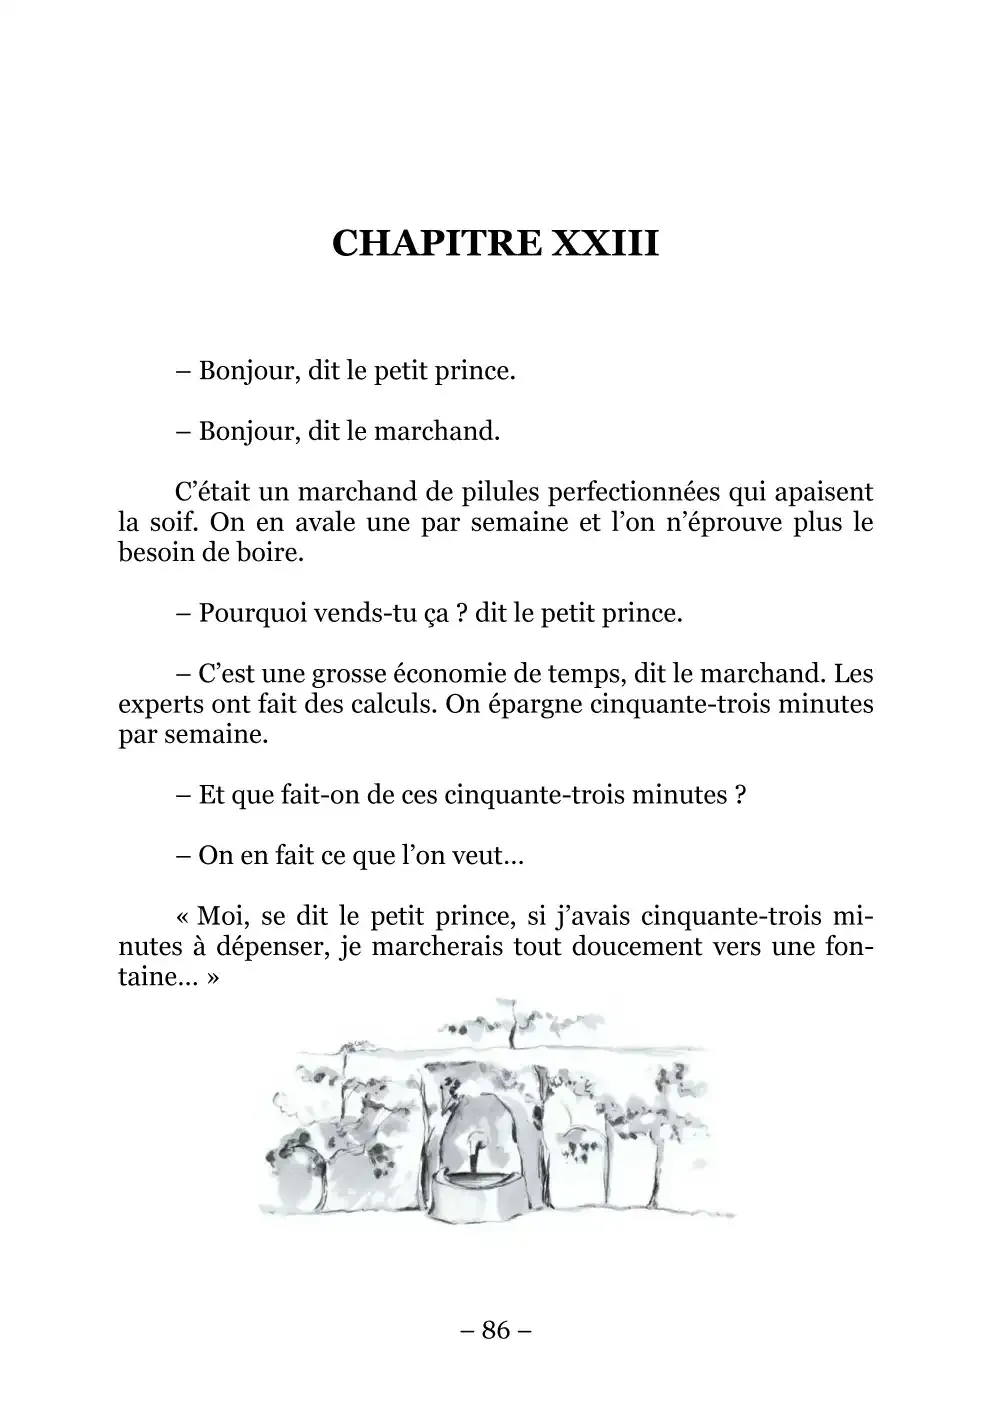 CHAPITRE XXIII
– Bonjour, dit le petit prince.
– Bonjour, dit le marchand.
C’était un marchand de pilules perfectionnées qui apaisent
la soif. On en avale une par semaine et l’on n’éprouve plus le
besoin de boire.
– Pourquoi vends-tu ça ? dit le petit prince.
– C’est une grosse économie de temps, dit le marchand. Les
experts ont fait des calculs. On épargne cinquante-trois minutes
par semaine.
– Et que fait-on de ces cinquante-trois minutes ?
– On en fait ce que l’on veut…
« Moi, se dit le petit prince, si j’avais cinquante-trois mi-
nutes à dépenser, je marcherais tout doucement vers une fon-
taine… »
– 86 –